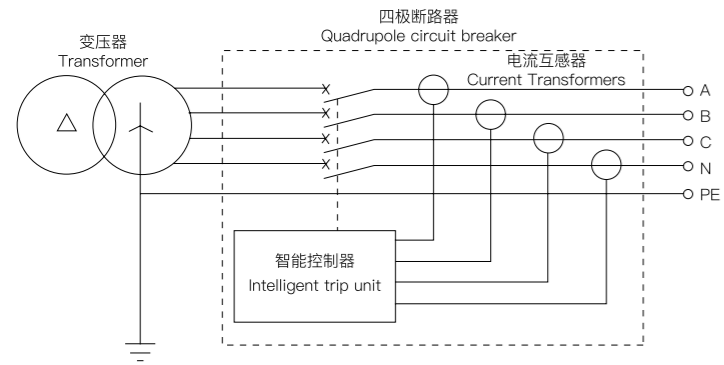 四极断路器
Quadrupole circuit breaker
变压器
Transformer
电流互感器
Current Transformers
A
B
C
N
PE
智能控制器
Intelligent trip unit